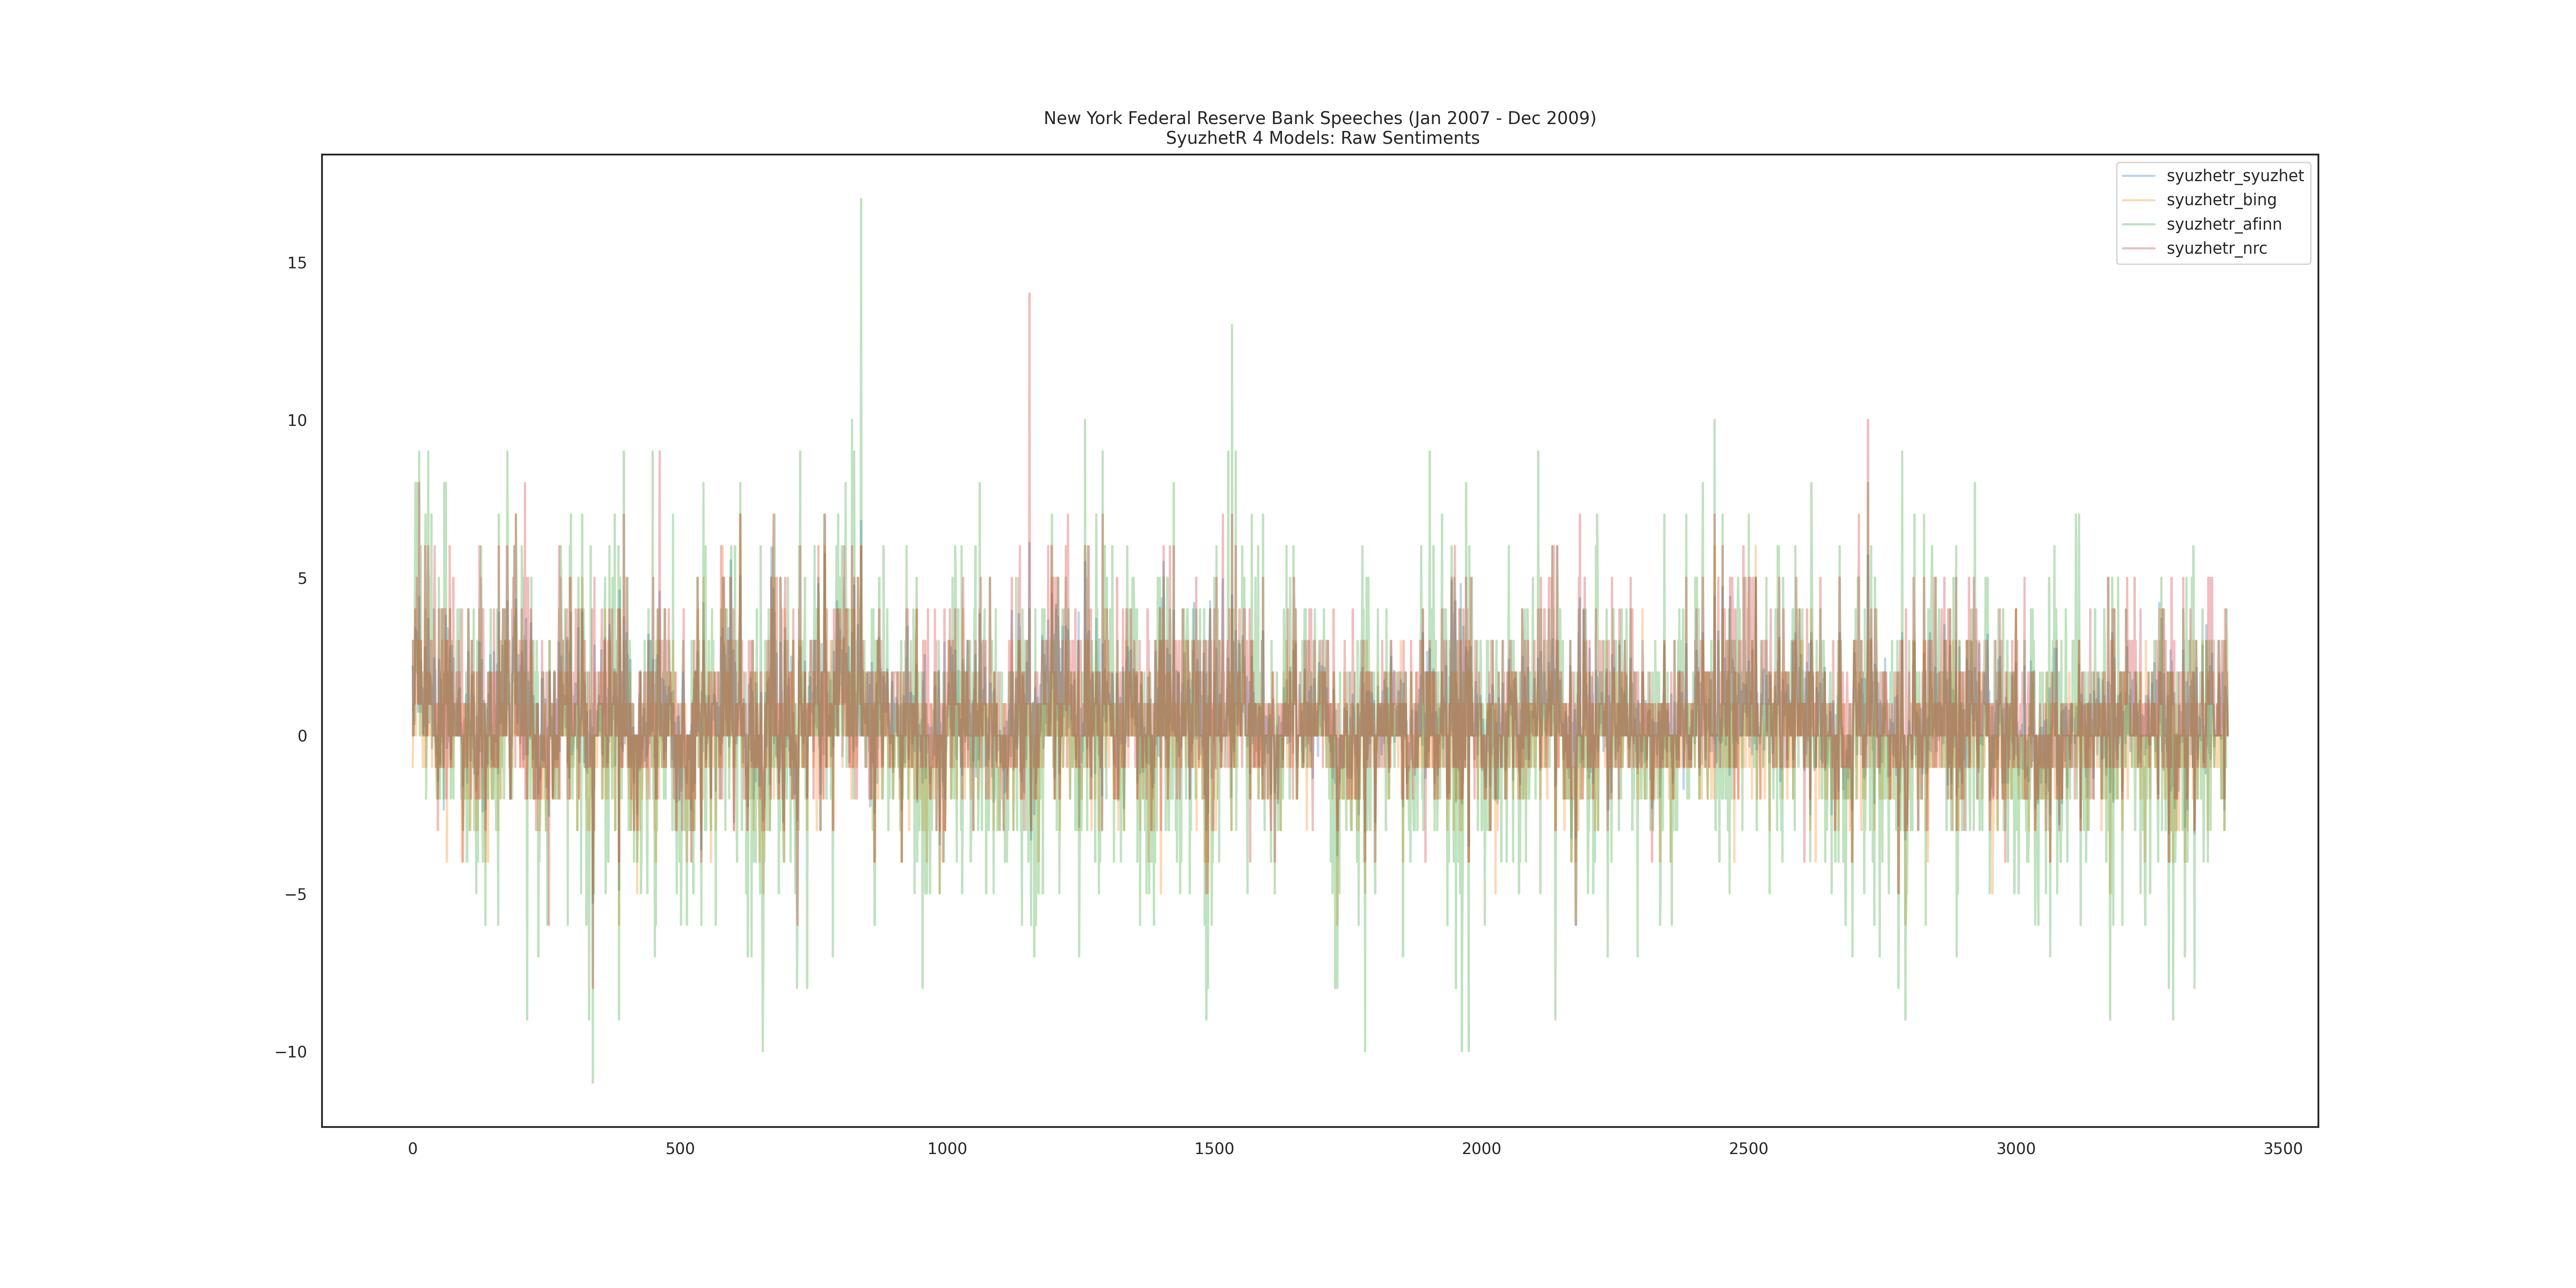 New York Federal Reserve Bank Speeches (Jan 2007 - Dec 2009)
SyuzhetR 4 Models: Raw Sentiments
syuzhetr_syuzhet
syuzhetr_bing
syuzhetr_afinn
syuzhetr_nrc
15
10
5
0
−5
−10
0 500 1000 1500 2000 2500 3000 3500